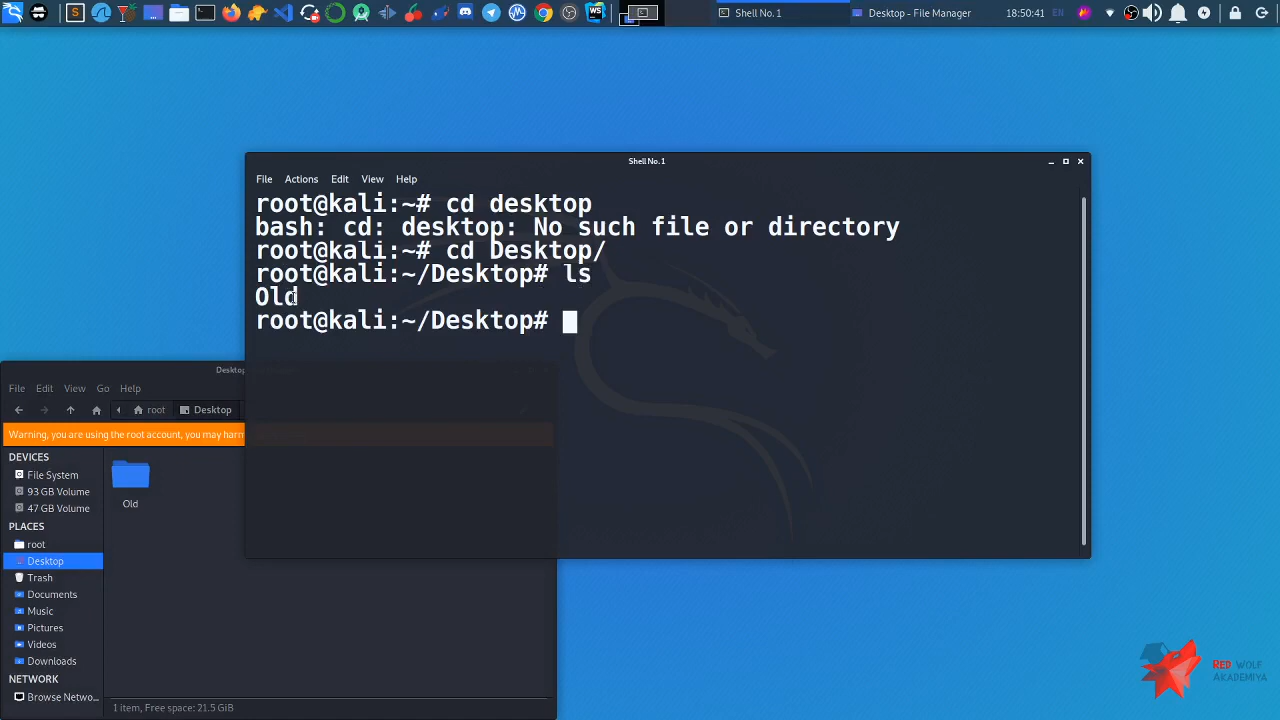 Shell No. 1
Desktop - File Manager
18:50:41
EN
Shell No. 1
File Actions Edit View Help
root@kali:~# cd desktop
bash: cd: desktop: No such file or directory
root@kali:~# cd Desktop/
root@kali:~/Desktop# ls
Old
root@kali:~/Desktop#
Desktop
File Edit View Go Help
root
Desktop
Warning, you are using the root account, you may harm
DEVICES
File System
93 GB Volume
47 GB Volume
PLACES
root
Desktop
Trash
Documents
Music
Pictures
Videos
Downloads
NETWORK
Browse Netwo...
Old
1 item, Free space: 21.5 GiB
RED WOLF
AKADEMIYA